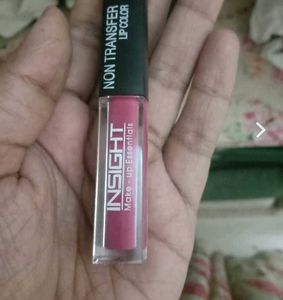 NON TRANSFER
LIP COLOR
INSIGHT
Make - up Essentials